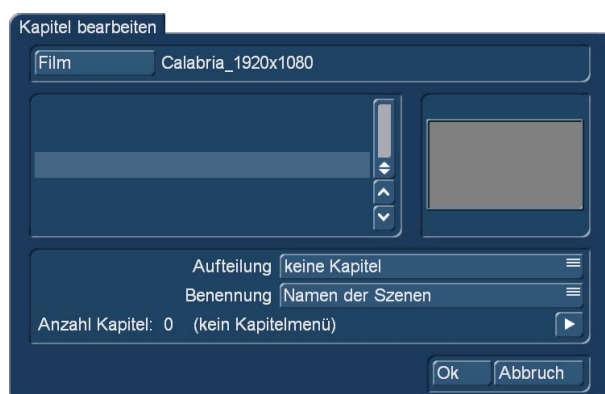 Kapitel bearbeiten
Film Calabria_1920x1080
Aufteilung keine Kapitel
Benennung Namen der Szenen
Anzahl Kapitel: 0 (kein Kapitelmenü)
Ok Abbruch